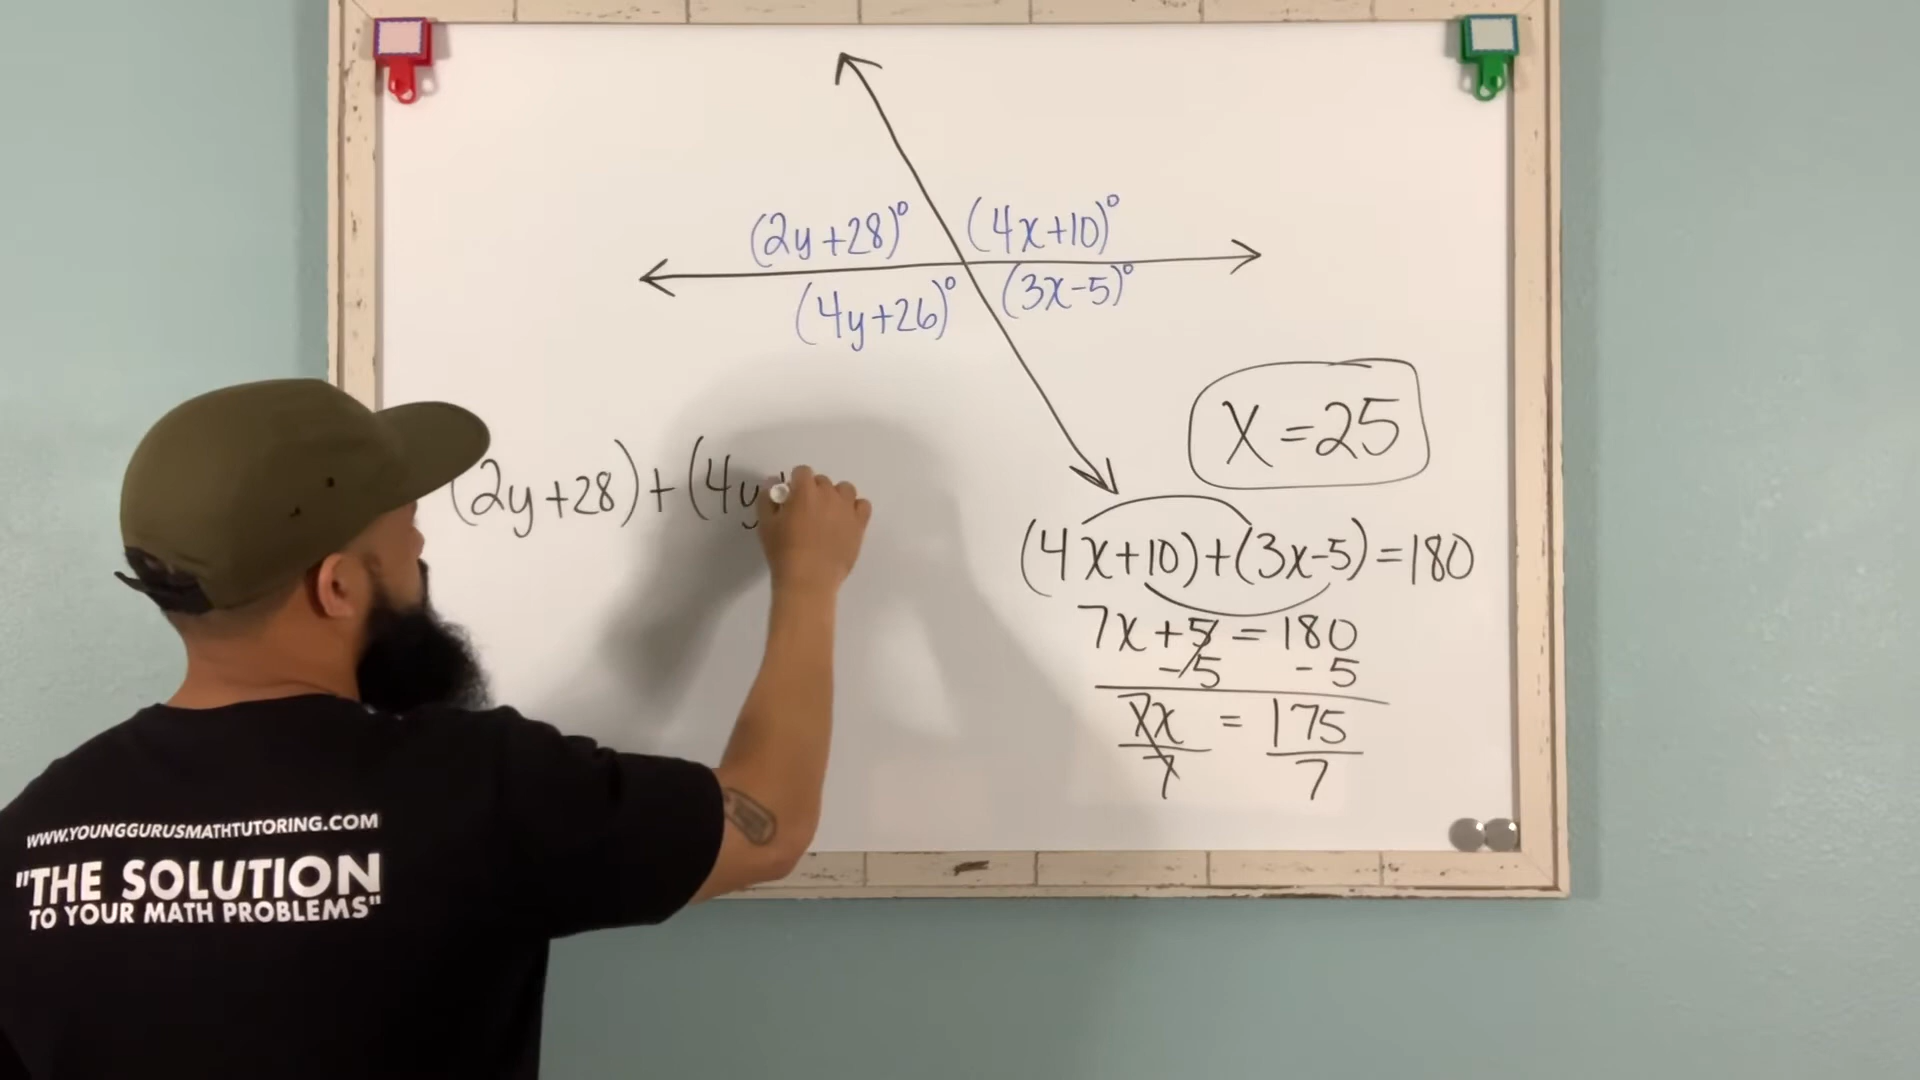 (2y+28)° (4x+10)°
(4y+26)° (3x-5)°
x=25
(2y+28)+(4y+
(4x+10)+(3x-5)=180
7x+5=180
-5 -5
7x = 175
7 7
WWW.YOUNGGURUSMATHTUTORING.COM
"THE SOLUTION
TO YOUR MATH PROBLEMS"